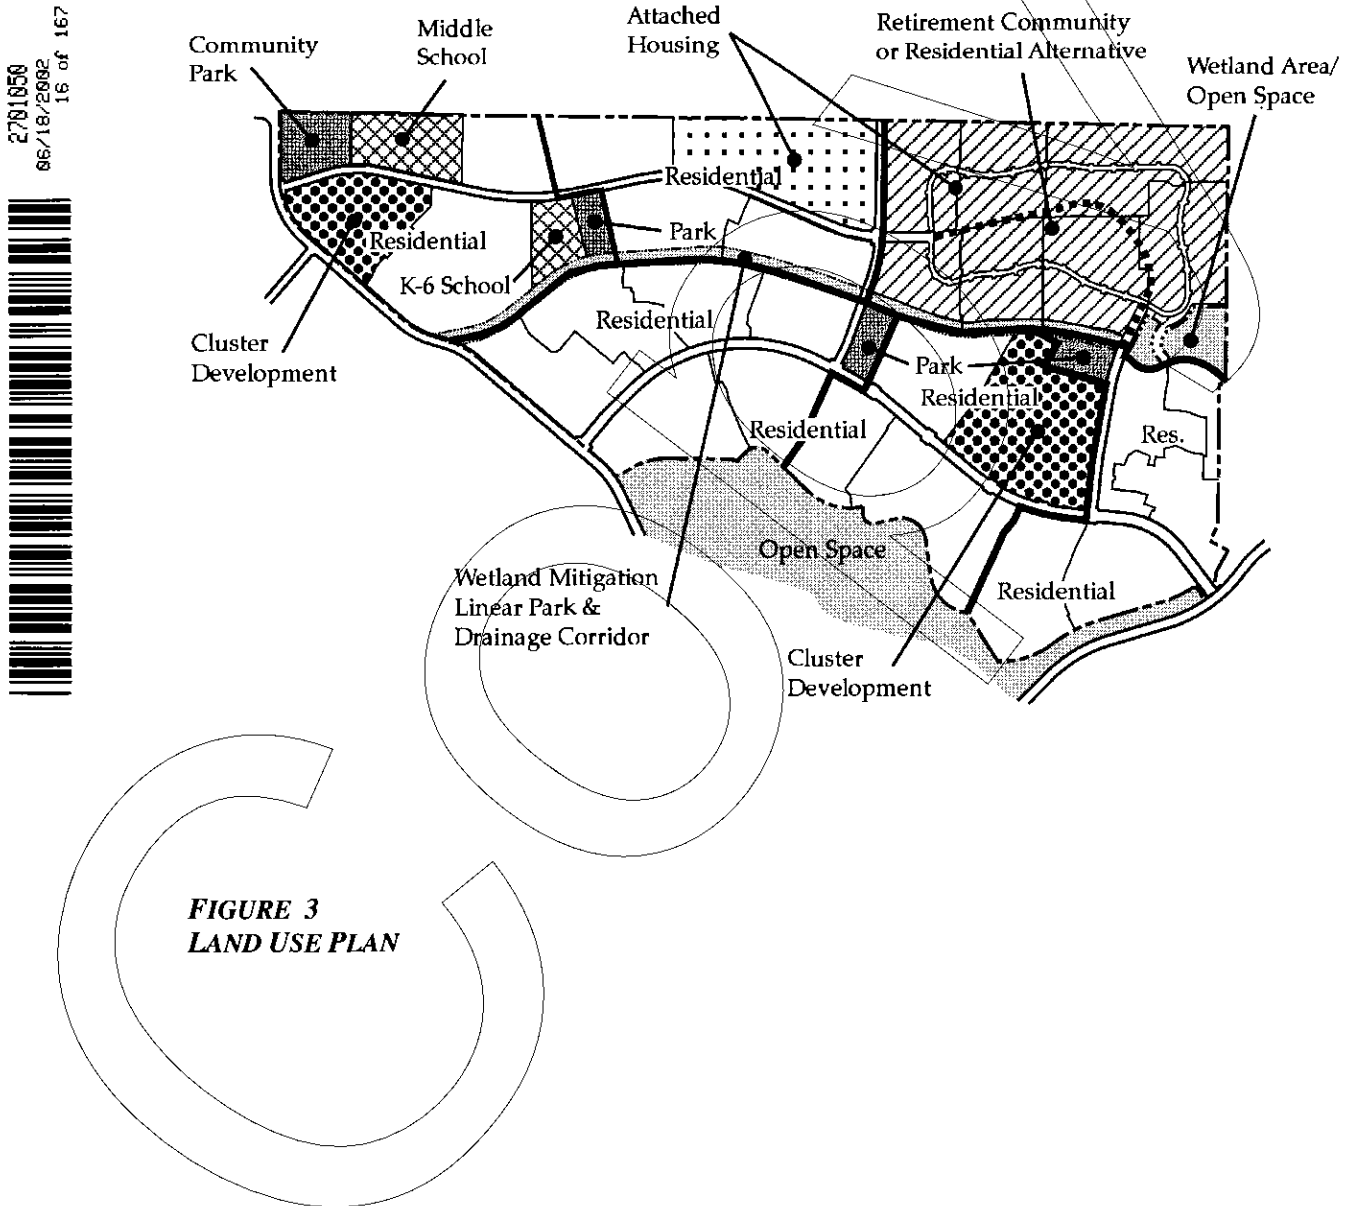 2701050
06/18/2002
16 of 167
Community
Park
Middle
School
Attached
Housing
Retirement Community
or Residential Alternative
Wetland Area/
Open Space
Residential
Residential
Park
K-6 School
Residential
Cluster
Development
Park
Residential
Residential
Res.
Open Space
Wetland Mitigation
Linear Park &
Drainage Corridor
Residential
Cluster
Development
FIGURE 3
LAND USE PLAN